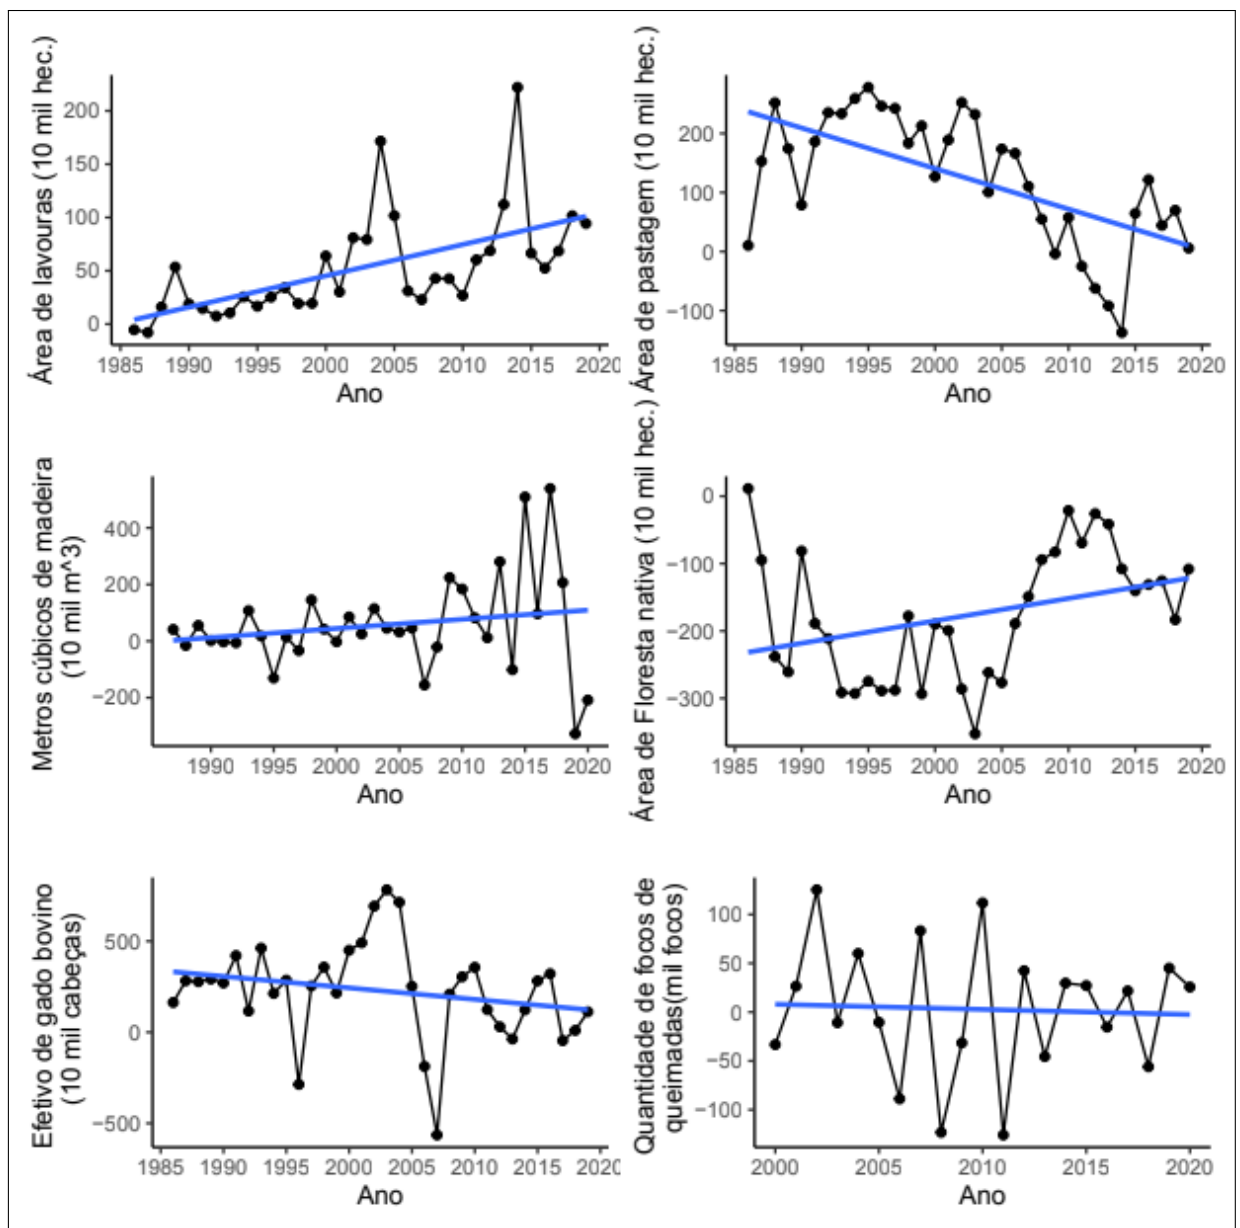 Área de lavouras (10 mil hec.)
200
150
100
50
0
1985 1990 1995 2000 2005 2010 2015 2020
Ano
Área de pastagem (10 mil hec.)
200
100
0
−100
1985 1990 1995 2000 2005 2010 2015 2020
Ano
Metros cúbicos de madeira
(10 mil m^3)
400
200
0
−200
1990 1995 2000 2005 2010 2015 2020
Ano
Área de Floresta nativa (10 mil hec.)
0
−100
−200
−300
1985 1990 1995 2000 2005 2010 2015 2020
Ano
Efetivo de gado bovino
(10 mil cabeças)
500
0
−500
1985 1990 1995 2000 2005 2010 2015 2020
Ano
Quantidade de focos de
queimadas(mil focos)
100
50
0
−50
−100
2000 2005 2010 2015 2020
Ano